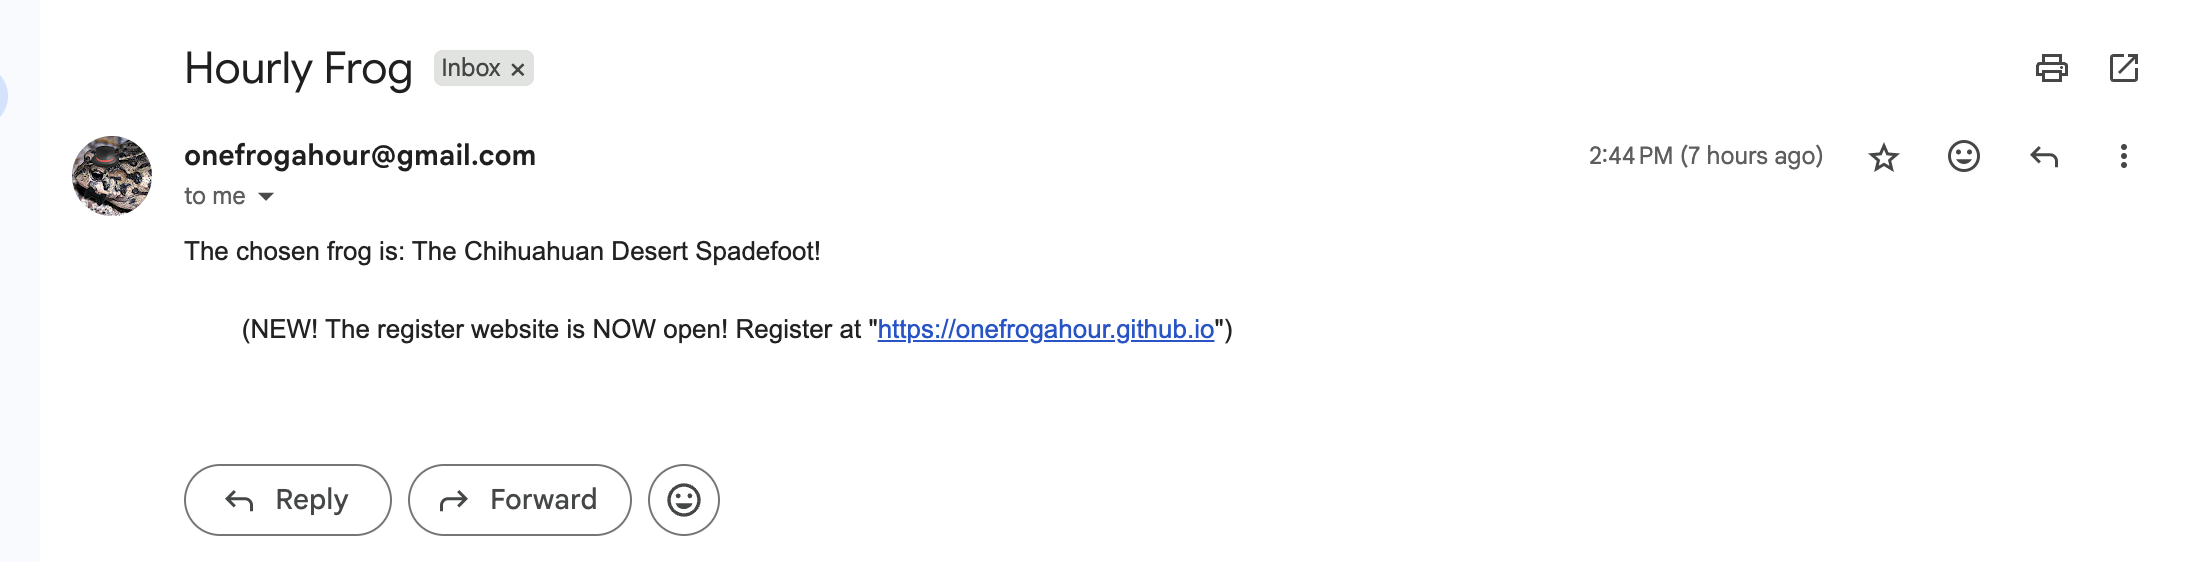 Hourly Frog Inbox ×
onefrogahour@gmail.com 2:44 PM (7 hours ago)
to me
The chosen frog is: The Chihuahuan Desert Spadefoot!
(NEW! The register website is NOW open! Register at "https://onefrogahour.github.io")
Reply Forward